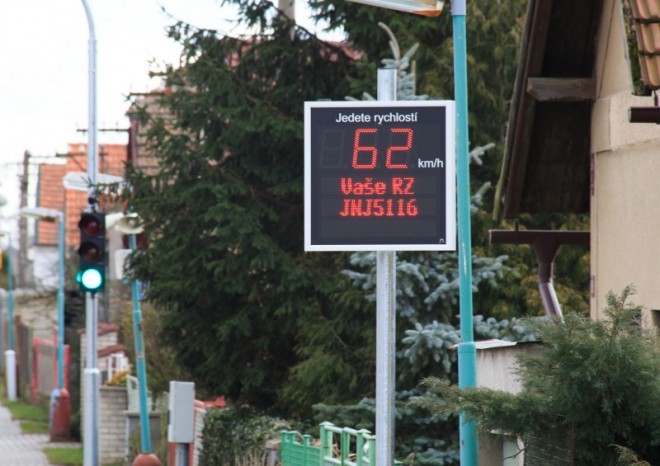 Jedete rychlostí
62 km/h
Vaše RZ
JNJ5116